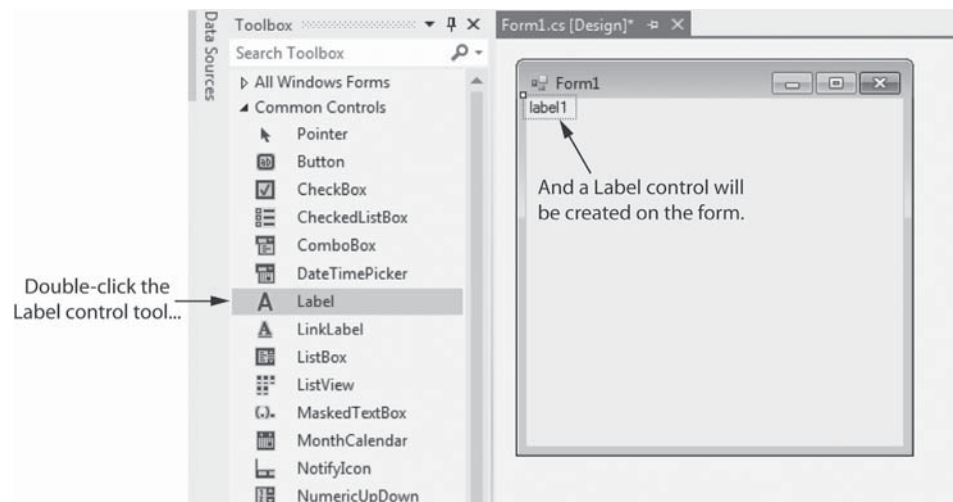 Data Sources
Toolbox
Search Toolbox
All Windows Forms
Common Controls
Pointer
Button
CheckBox
CheckedListBox
ComboBox
DateTimePicker
Label
LinkLabel
ListBox
ListView
MaskedTextBox
MonthCalendar
NotifyIcon
NumericUpDown
Double-click the
Label control tool...
Form1.cs [Design]*
Form1
label1
And a Label control will
be created on the form.